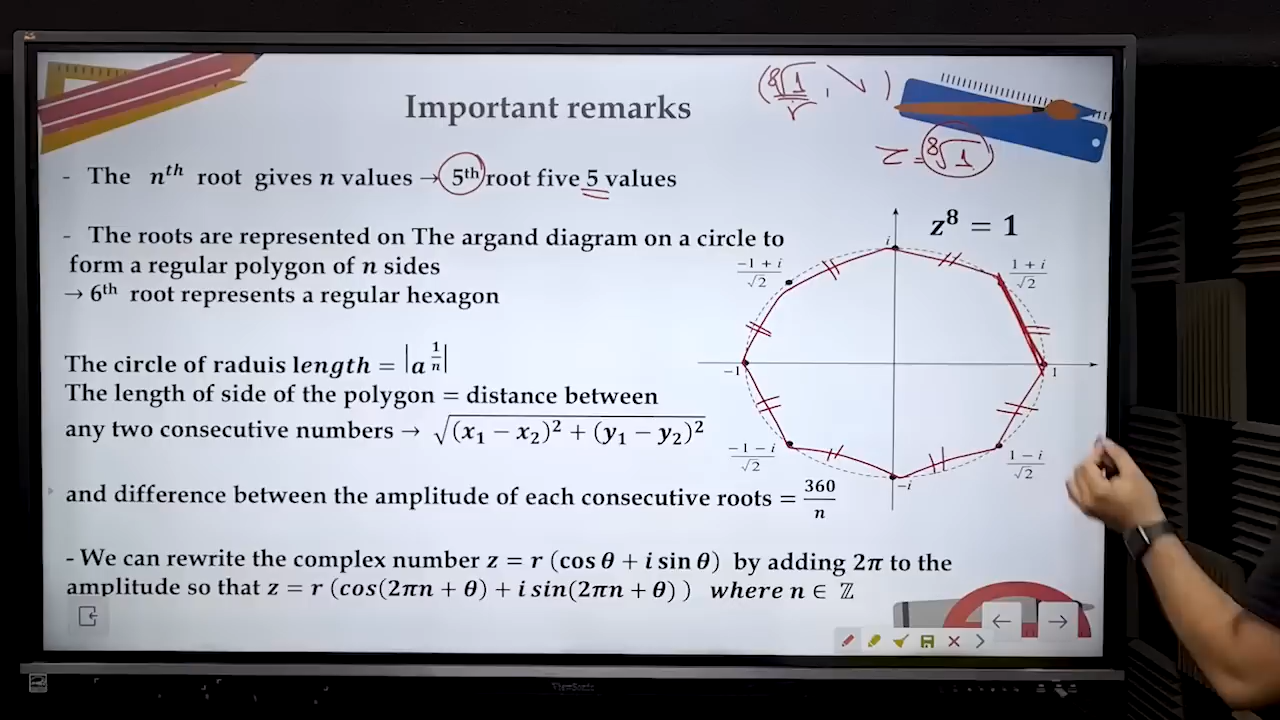 Important remarks
(⁸√1 , )
r
z = ⁸√1
- The nᵗʰ root gives n values → 5ᵗʰ root five 5 values
- The roots are represented on The argand diagram on a circle to
form a regular polygon of n sides
→ 6ᵗʰ root represents a regular hexagon
The circle of raduis length = |a^(1/n)|
The length of side of the polygon = distance between
any two consecutive numbers → √((x₁ − x₂)² + (y₁ − y₂)²)
and difference between the amplitude of each consecutive roots = 360/n
- We can rewrite the complex number z = r (cos θ + i sin θ) by adding 2π to the
amplitude so that z = r (cos(2πn + θ) + i sin(2πn + θ) ) where n ∈ ℤ
z⁸ = 1
i
(−1 + i)/√2
(1 + i)/√2
−1
1
(−1 − i)/√2
(1 − i)/√2
−i
ViewSonic